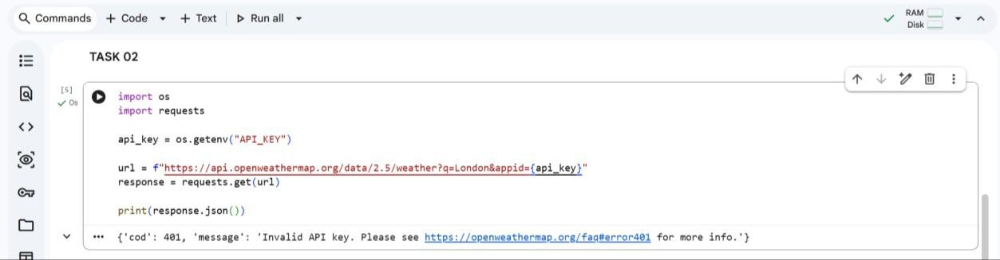 Commands + Code + Text Run all
RAM
Disk
TASK 02
[5]
0s
import os
import requests
api_key = os.getenv("API_KEY")
url = f"https://api.openweathermap.org/data/2.5/weather?q=London&appid={api_key}"
response = requests.get(url)
print(response.json())
{'cod': 401, 'message': 'Invalid API key. Please see https://openweathermap.org/faq#error401 for more info.'}